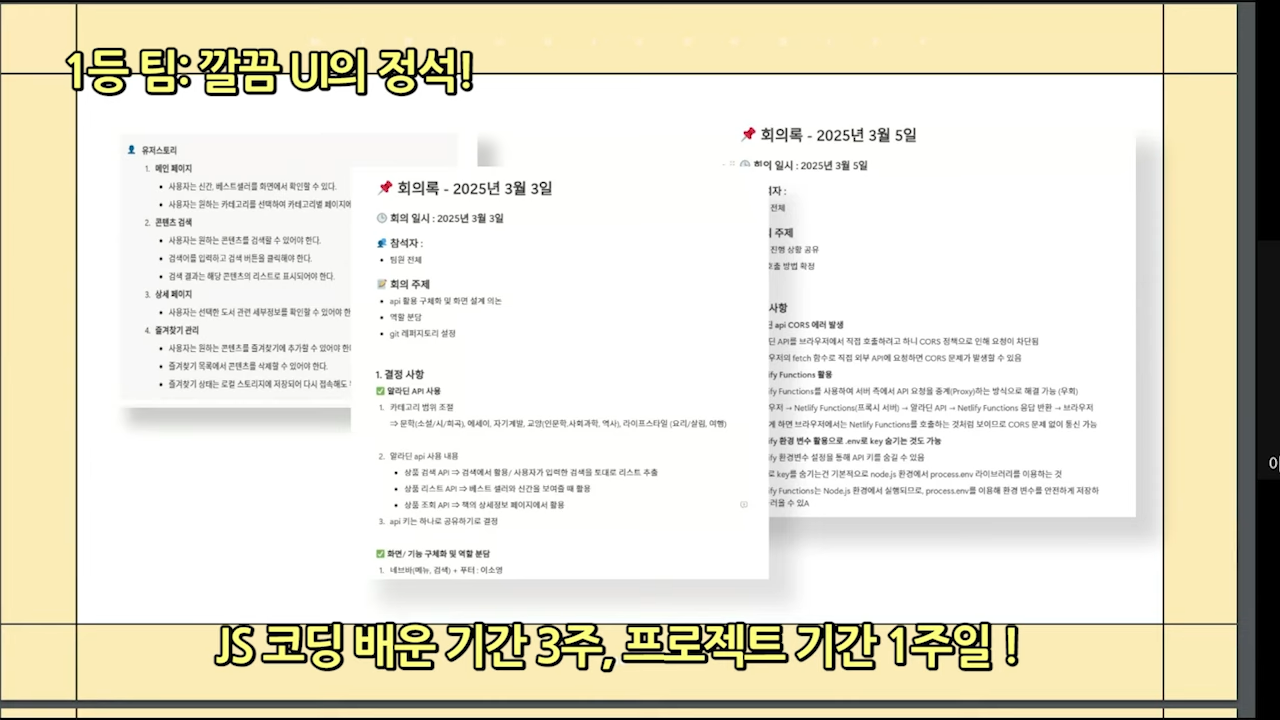 1등 팀: 깔끔 UI의 정석!
유저스토리
1. 메인 페이지
사용자는 신간, 베스트셀러를 화면에서 확인할 수 있다.
사용자는 원하는 카테고리를 선택하여 카테고리별 페이지에
2. 콘텐츠 검색
사용자는 원하는 콘텐츠를 검색할 수 있어야 한다.
검색어를 입력하고 검색 버튼을 클릭해야 한다.
검색 결과는 해당 콘텐츠의 리스트로 표시되어야 한다.
3. 상세 페이지
사용자는 선택한 도서 관련 세부정보를 확인할 수 있어야 한
4. 즐겨찾기 관리
사용자는 원하는 콘텐츠를 즐겨찾기에 추가할 수 있어야 한
즐겨찾기 목록에서 콘텐츠를 삭제할 수 있어야 한다.
즐겨찾기 상태는 로컬 스토리지에 저장되어 다시 접속해도
회의록 - 2025년 3월 3일
회의 일시 : 2025년 3월 3일
참석자 :
팀원 전체
회의 주제
api 활용 구체화 및 화면 설계 의논
역할 분담
git 레퍼지토리 설정
1. 결정 사항
✅ 알라딘 API 사용
1. 카테고리 범위 조절
⇒ 문학(소설/시/희곡), 에세이, 자기계발, 교양(인문학,사회과학, 역사), 라이프스타일 (요리/살림, 여행)
2. 알라딘 api 사용 내용
상품 검색 API ⇒ 검색에서 활용/ 사용자가 입력한 검색을 토대로 리스트 추출
상품 리스트 API ⇒ 베스트 셀러와 신간을 보여줄 때 활용
상품 조회 API ⇒ 책의 상세정보 페이지에서 활용
3. api 키는 하나로 공유하기로 결정
✅ 화면/ 기능 구체화 및 역할 분담
1. 네브바(메뉴, 검색) + 푸터 : 이소영
회의록 - 2025년 3월 5일
회의 일시 : 2025년 3월 5일
자 :
전체
주제
진행 상황 공유
호출 방법 확정
사항
딘 api CORS 에러 발생
딘 API를 브라우저에서 직접 호출하려고 하니 CORS 정책으로 인해 요청이 차단됨
우저의 fetch 함수로 직접 외부 API에 요청하면 CORS 문제가 발생할 수 있음
ify Functions 활용
ify Functions를 사용하여 서버 측에서 API 요청을 중계(Proxy)하는 방식으로 해결 가능 (우회)
우저 → Netlify Functions(프록시 서버) → 알라딘 API → Netlify Functions 응답 반환 → 브라우저
게 하면 브라우저에서는 Netlify Functions를 호출하는 것처럼 보이므로 CORS 문제 없이 통신 가능
ify 환경 변수 활용으로 .env로 key 숨기는 것도 가능
ify 환경변수 설정을 통해 API 키를 숨길 수 있음
로 key를 숨기는건 기본적으로 node.js 환경에서 process.env 라이브러리를 이용하는 것
ify Functions는 Node.js 환경에서 실행되므로, process.env를 이용해 환경 변수를 안전하게 저장하
러올 수 있A
JS 코딩 배운 기간 3주, 프로젝트 기간 1주일 !